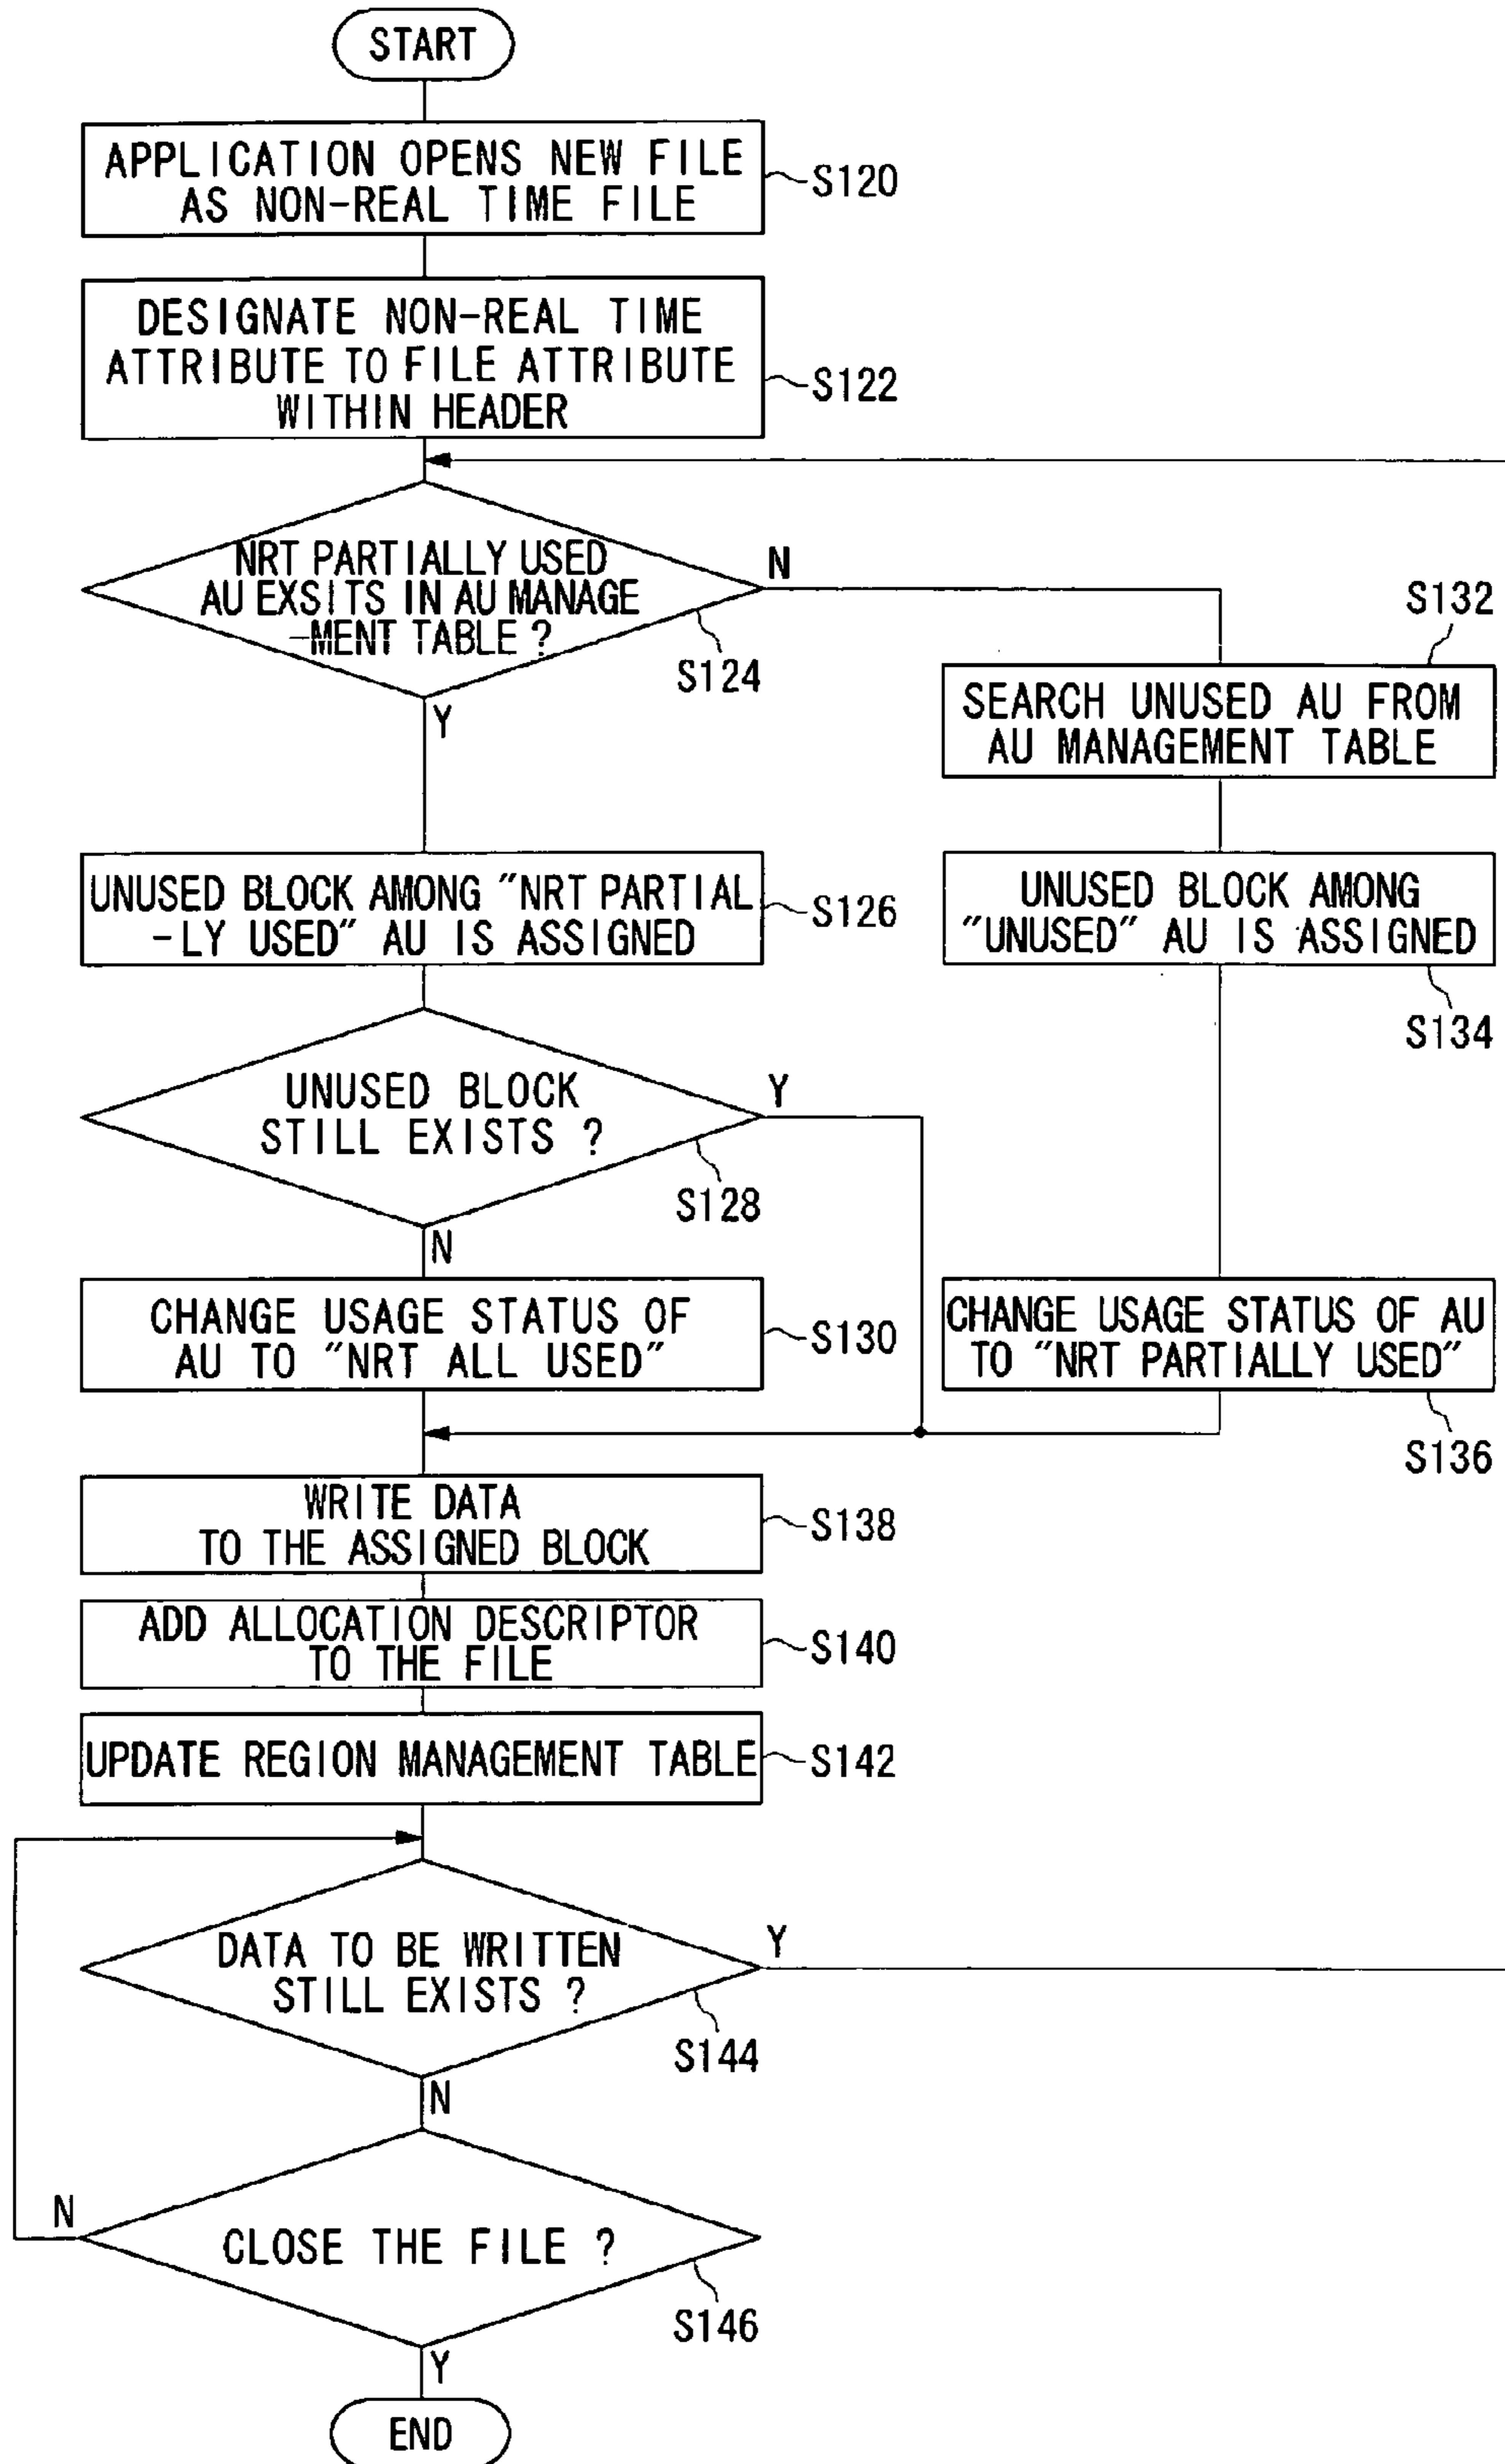 START
APPLICATION OPENS NEW FILE
AS NON-REAL TIME FILE
S120
DESIGNATE NON-REAL TIME
ATTRIBUTE TO FILE ATTRIBUTE
WITHIN HEADER
S122
NRT PARTIALLY USED
AU EXSITS IN AU MANAGE
-MENT TABLE ?
N
S124
Y
S132
SEARCH UNUSED AU FROM
AU MANAGEMENT TABLE
UNUSED BLOCK AMONG "NRT PARTIAL
-LY USED" AU IS ASSIGNED
S126
UNUSED BLOCK AMONG
"UNUSED" AU IS ASSIGNED
S134
UNUSED BLOCK
STILL EXISTS ?
Y
S128
N
CHANGE USAGE STATUS OF
AU TO "NRT ALL USED"
S130
CHANGE USAGE STATUS OF AU
TO "NRT PARTIALLY USED"
S136
WRITE DATA
TO THE ASSIGNED BLOCK
S138
ADD ALLOCATION DESCRIPTOR
TO THE FILE
S140
UPDATE REGION MANAGEMENT TABLE
S142
DATA TO BE WRITTEN
STILL EXISTS ?
Y
S144
N
CLOSE THE FILE ?
N
S146
Y
END